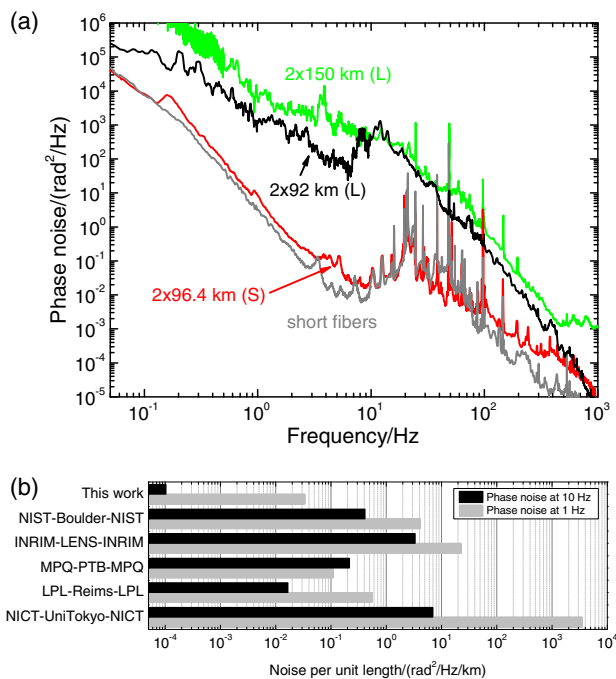 (a)
10^6
10^5
10^4
10^3
10^2
10^1
10^0
10^-1
10^-2
10^-3
10^-4
10^-5
Phase noise/(rad^2/Hz)
2x150 km (L)
2x92 km (L)
2x96.4 km (S)
short fibers
10^-1 10^0 10^1 10^2 10^3
Frequency/Hz
(b)
This work
NIST-Boulder-NIST
INRIM-LENS-INRIM
MPQ-PTB-MPQ
LPL-Reims-LPL
NICT-UniTokyo-NICT
Phase noise at 10 Hz
Phase noise at 1 Hz
10^-4 10^-3 10^-2 10^-1 10^0 10^1 10^2 10^3 10^4
Noise per unit length/(rad^2/Hz/km)